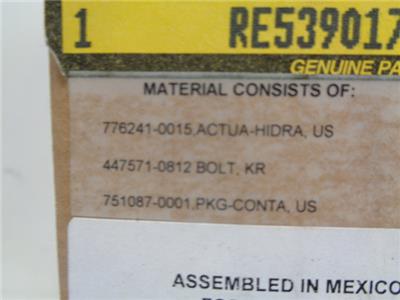 1 RE539017
GENUINE PA
MATERIAL CONSISTS OF:
776241-0015,ACTUA-HIDRA, US
447571-0812 BOLT, KR
751087-0001,PKG-CONTA, US
ASSEMBLED IN MEXICO